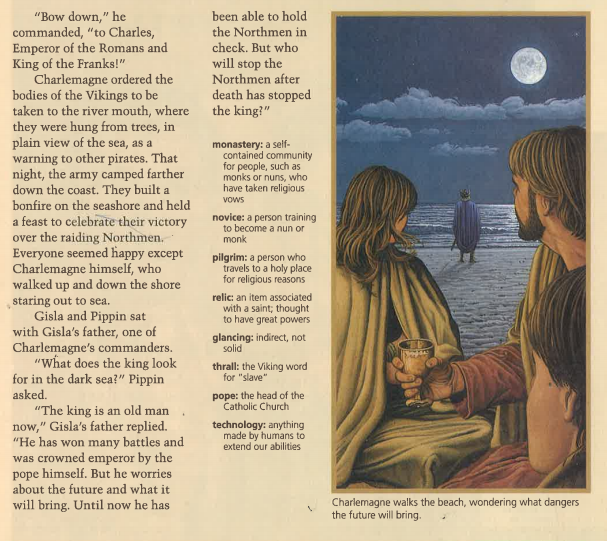 "Bow down," he
commanded, "to Charles,
Emperor of the Romans and
King of the Franks!"
Charlemagne ordered the
bodies of the Vikings to be
taken to the river mouth, where
they were hung from trees, in
plain view of the sea, as a
warning to other pirates. That
night, the army camped farther
down the coast. They built a
bonfire on the seashore and held
a feast to celebrate their victory
over the raiding Northmen.
Everyone seemed happy except
Charlemagne himself, who
walked up and down the shore
staring out to sea.
Gisla and Pippin sat
with Gisla's father, one of
Charlemagne's commanders.
"What does the king look
for in the dark sea?" Pippin
asked.
"The king is an old man
now," Gisla's father replied.
"He has won many battles and
was crowned emperor by the
pope himself. But he worries
about the future and what it
will bring. Until now he has
been able to hold
the Northmen in
check. But who
will stop the
Northmen after
death has stopped
the king?"
monastery: a self-
contained community
for people, such as
monks or nuns, who
have taken religious
vows
novice: a person training
to become a nun or
monk
pilgrim: a person who
travels to a holy place
for religious reasons
relic: an item associated
with a saint; thought
to have great powers
glancing: indirect, not
solid
thrall: the Viking word
for "slave"
pope: the head of the
Catholic Church
technology: anything
made by humans to
extend our abilities
Charlemagne walks the beach, wondering what dangers
the future will bring.